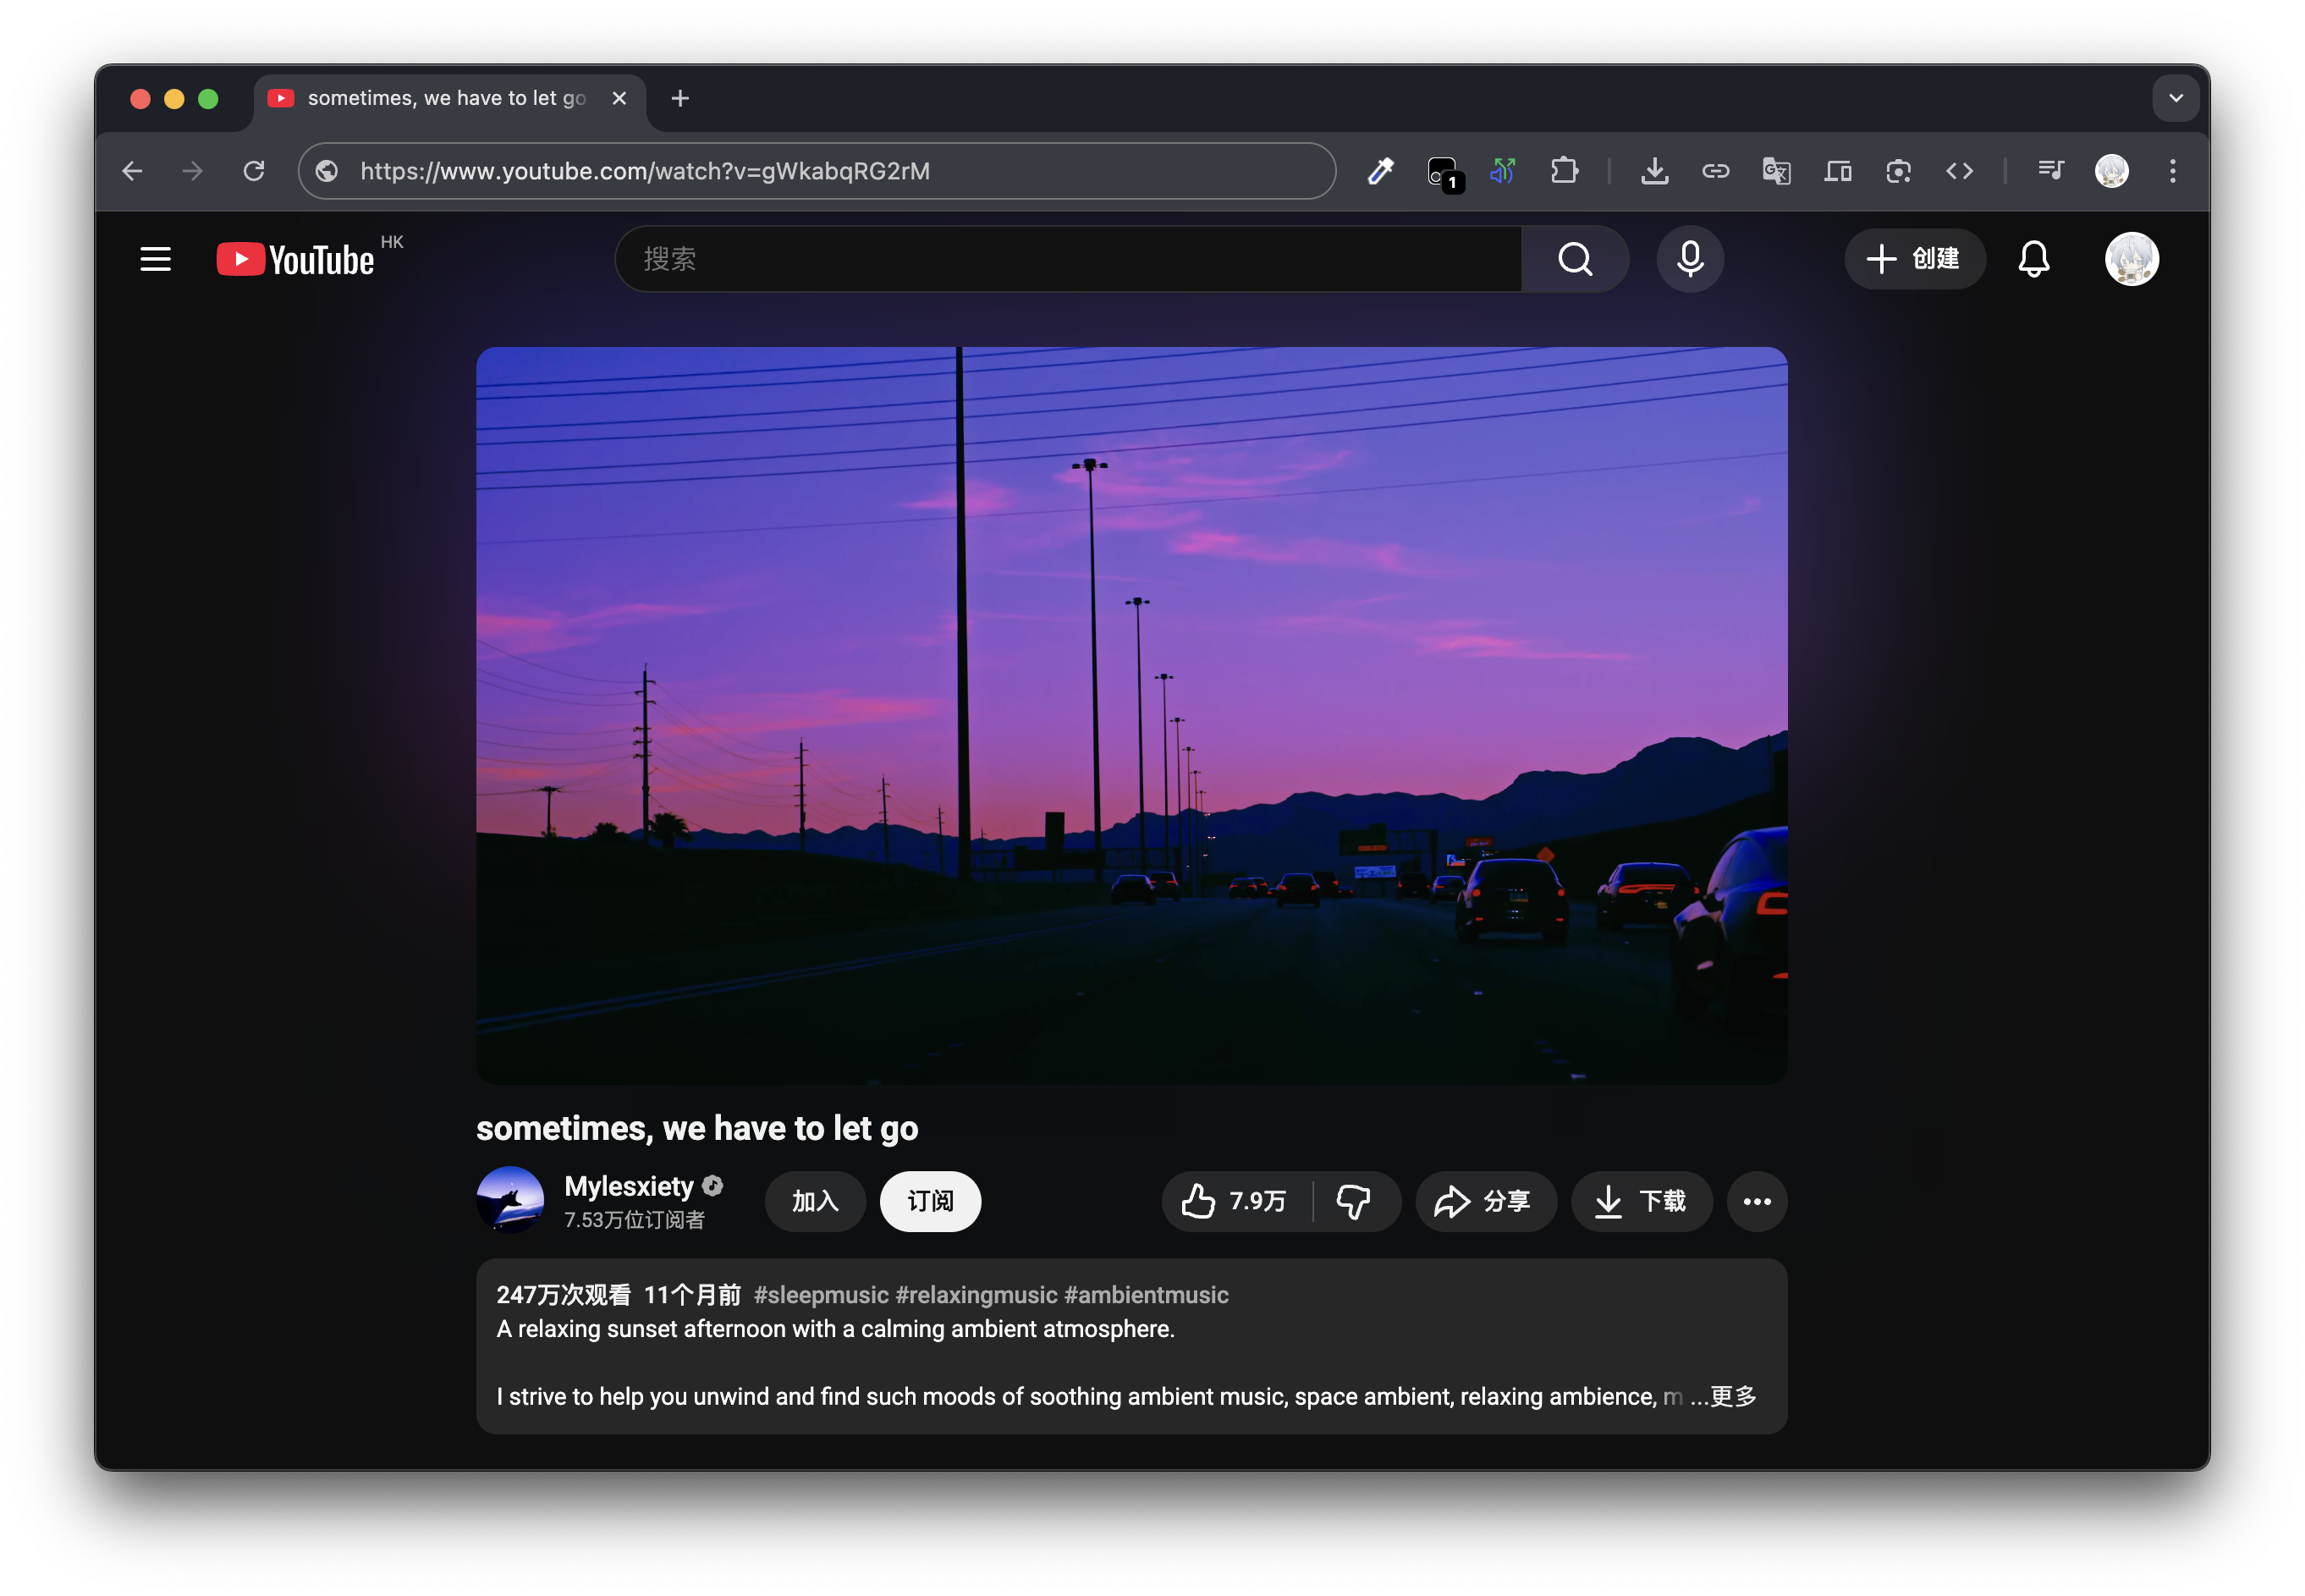 sometimes, we have to let go
https://www.youtube.com/watch?v=gWkabqRG2rM
1
YouTube HK
搜索
创建
sometimes, we have to let go
Mylesxiety
7.53万位订阅者
加入
订阅
7.9万
分享
下载
247万次观看 11个月前 #sleepmusic #relaxingmusic #ambientmusic
A relaxing sunset afternoon with a calming ambient atmosphere.
I strive to help you unwind and find such moods of soothing ambient music, space ambient, relaxing ambience, m ...更多